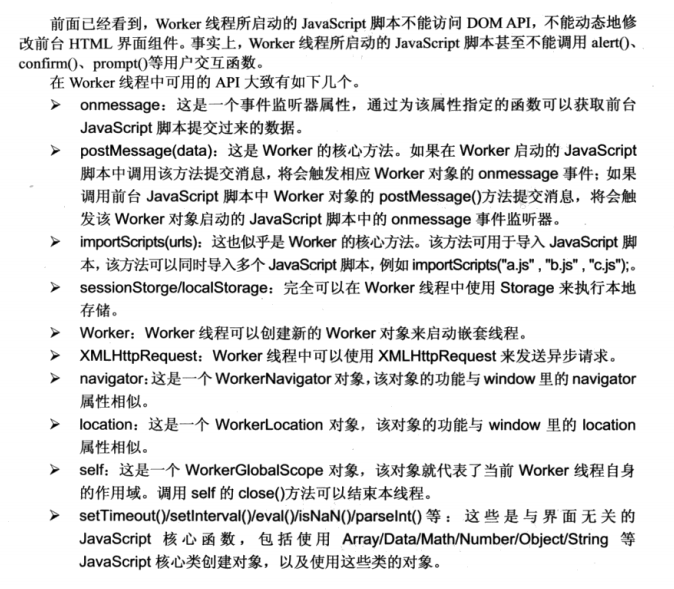 前面已经看到，Worker 线程所启动的 JavaScript 脚本不能访问 DOM API，不能动态地修
改前台 HTML 界面组件。事实上，Worker 线程所启动的 JavaScript 脚本甚至不能调用 alert()、
confirm()、prompt()等用户交互函数。
在 Worker 线程中可用的 API 大致有如下几个。
➢ onmessage：这是一个事件监听器属性，通过为该属性指定的函数可以获取前台
JavaScript 脚本提交过来的数据。
➢ postMessage(data)：这是 Worker 的核心方法。如果在 Worker 启动的 JavaScript
脚本中调用该方法提交消息，将会触发相应 Worker 对象的 onmessage 事件；如果
调用前台 JavaScript 脚本中 Worker 对象的 postMessage()方法提交消息，将会触
发该 Worker 对象启动的 JavaScript 脚本中的 onmessage 事件监听器。
➢ importScripts(urls)：这也似乎是 Worker 的核心方法。该方法可用于导入 JavaScript 脚
本，该方法可以同时导入多个 JavaScript 脚本，例如 importScripts("a.js" , "b.js" , "c.js");。
➢ sessionStorge/localStorage：完全可以在 Worker 线程中使用 Storage 来执行本地
存储。
➢ Worker：Worker 线程可以创建新的 Worker 对象来启动嵌套线程。
➢ XMLHttpRequest：Worker 线程中可以使用 XMLHttpRequest 来发送异步请求。
➢ navigator：这是一个 WorkerNavigator 对象，该对象的功能与 window 里的 navigator
属性相似。
➢ location：这是一个 WorkerLocation 对象，该对象的功能与 window 里的 location
属性相似。
➢ self：这是一个 WorkerGlobalScope 对象，该对象就代表了当前 Worker 线程自身
的作用域。调用 self 的 close()方法可以结束本线程。
➢ setTimeout()/setInterval()/eval()/isNaN()/parseInt()等：这些是与界面无关的
JavaScript 核心函数，包括使用 Array/Data/Math/Number/Object/String 等
JavaScript 核心类创建对象，以及使用这些类的对象。